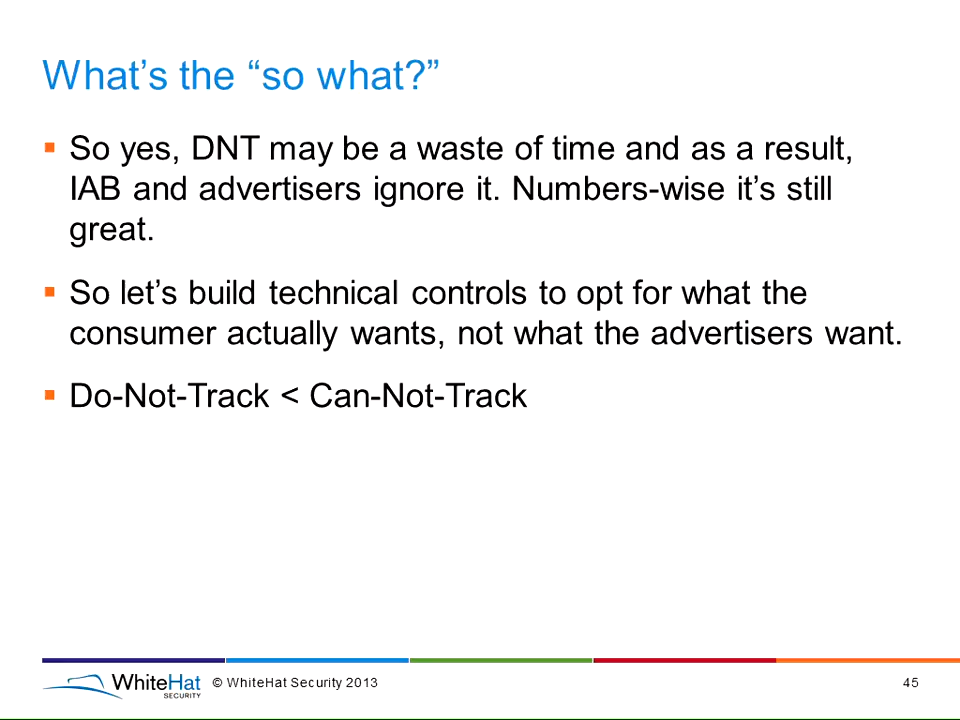 What’s the “so what?”
▪ So yes, DNT may be a waste of time and as a result,
IAB and advertisers ignore it. Numbers-wise it’s still
great.
▪ So let’s build technical controls to opt for what the
consumer actually wants, not what the advertisers want.
▪ Do-Not-Track < Can-Not-Track
WhiteHat
SECURITY
© WhiteHat Security 2013
45